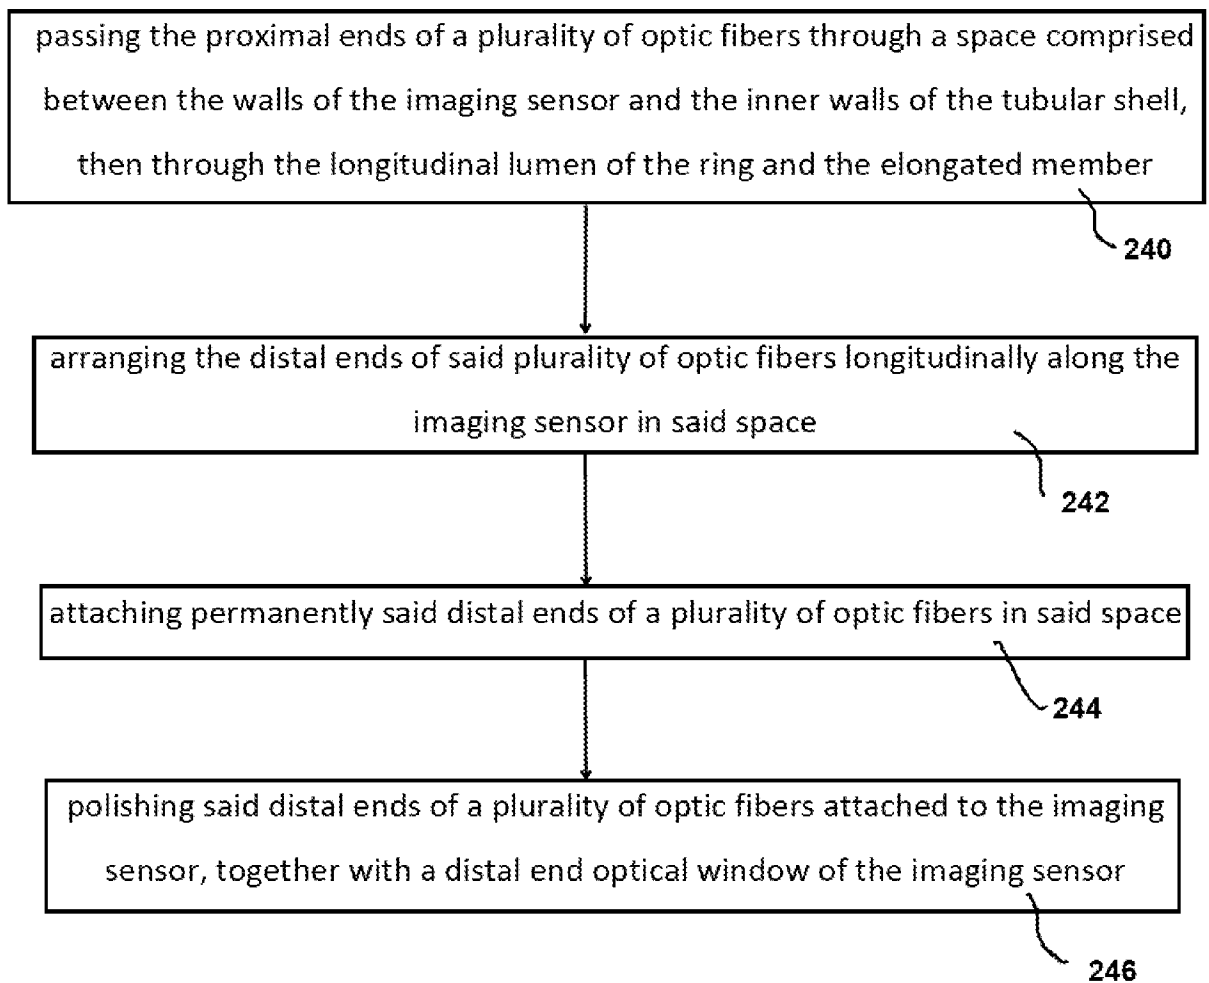 passing the proximal ends of a plurality of optic fibers through a space comprised
between the walls of the imaging sensor and the inner walls of the tubular shell,
then through the longitudinal lumen of the ring and the elongated member
240
arranging the distal ends of said plurality of optic fibers longitudinally along the
imaging sensor in said space
242
attaching permanently said distal ends of a plurality of optic fibers in said space
244
polishing said distal ends of a plurality of optic fibers attached to the imaging
sensor, together with a distal end optical window of the imaging sensor
246